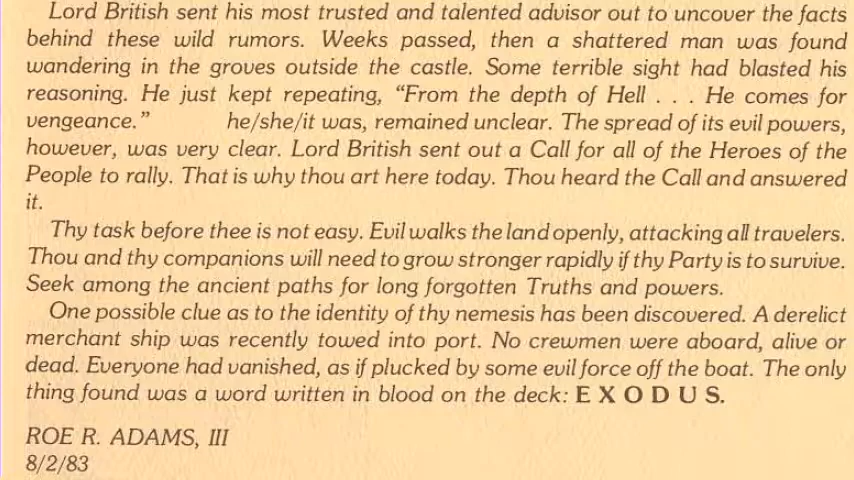 Lord British sent his most trusted and talented advisor out to uncover the facts
behind these wild rumors. Weeks passed, then a shattered man was found
wandering in the groves outside the castle. Some terrible sight had blasted his
reasoning. He just kept repeating, “From the depth of Hell . . . He comes for
vengeance.” he/she/it was, remained unclear. The spread of its evil powers,
however, was very clear. Lord British sent out a Call for all of the Heroes of the
People to rally. That is why thou art here today. Thou heard the Call and answered
it.
Thy task before thee is not easy. Evil walks the land openly, attacking all travelers.
Thou and thy companions will need to grow stronger rapidly if thy Party is to survive.
Seek among the ancient paths for long forgotten Truths and powers.
One possible clue as to the identity of thy nemesis has been discovered. A derelict
merchant ship was recently towed into port. No crewmen were aboard, alive or
dead. Everyone had vanished, as if plucked by some evil force off the boat. The only
thing found was a word written in blood on the deck: E X O D U S.
ROE R. ADAMS, III
8/2/83